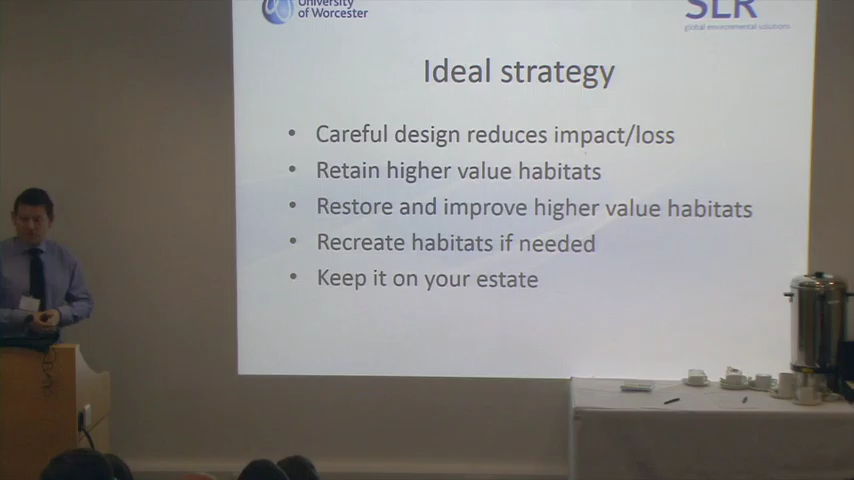 University
of Worcester
SLR
global environmental solutions
Ideal strategy
• Careful design reduces impact/loss
• Retain higher value habitats
• Restore and improve higher value habitats
• Recreate habitats if needed
• Keep it on your estate